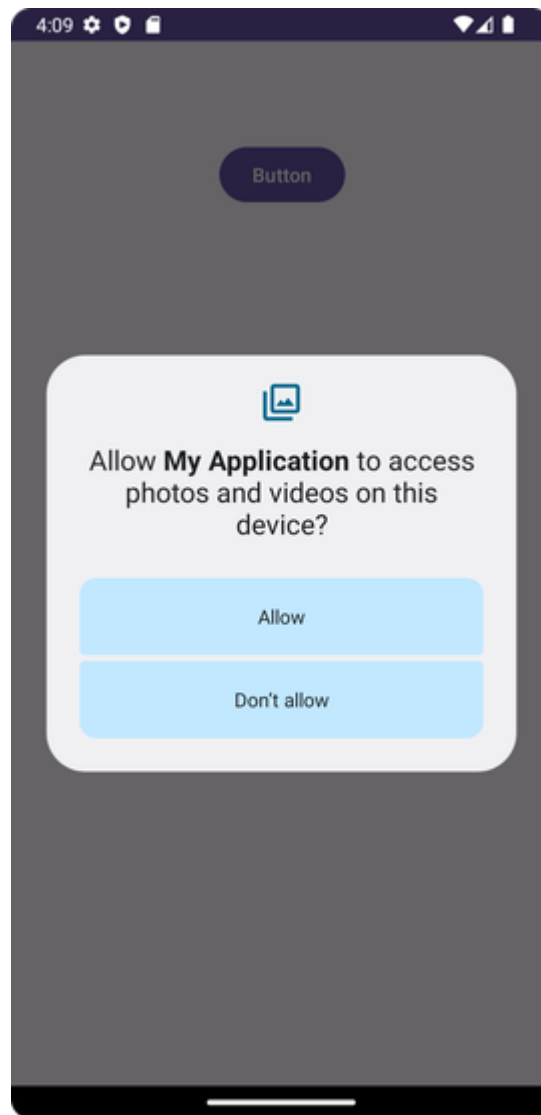 4:09
Button
Allow My Application to access
photos and videos on this
device?
Allow
Don't allow